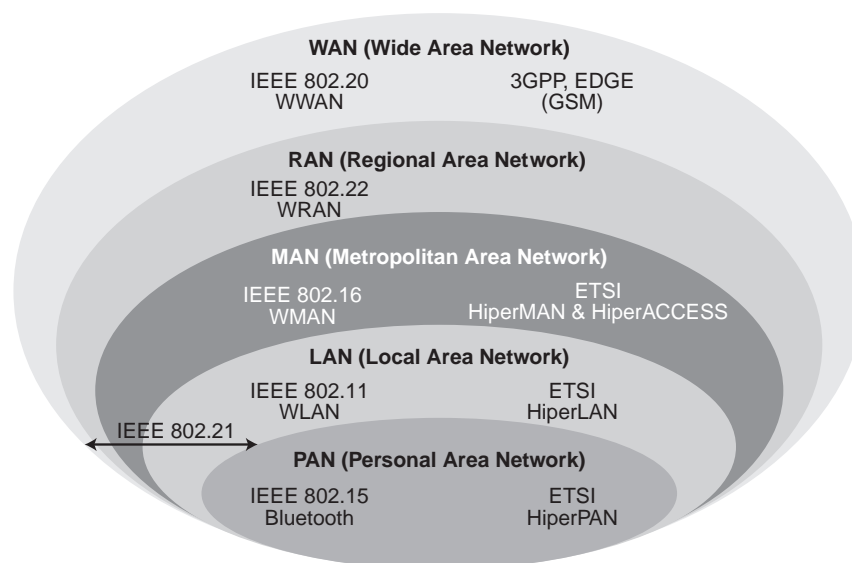 WAN (Wide Area Network)
IEEE 802.20 3GPP, EDGE
WWAN (GSM)
RAN (Regional Area Network)
IEEE 802.22
WRAN
MAN (Metropolitan Area Network)
IEEE 802.16 ETSI
WMAN HiperMAN & HiperACCESS
LAN (Local Area Network)
IEEE 802.11 ETSI
WLAN HiperLAN
IEEE 802.21
PAN (Personal Area Network)
IEEE 802.15 ETSI
Bluetooth HiperPAN